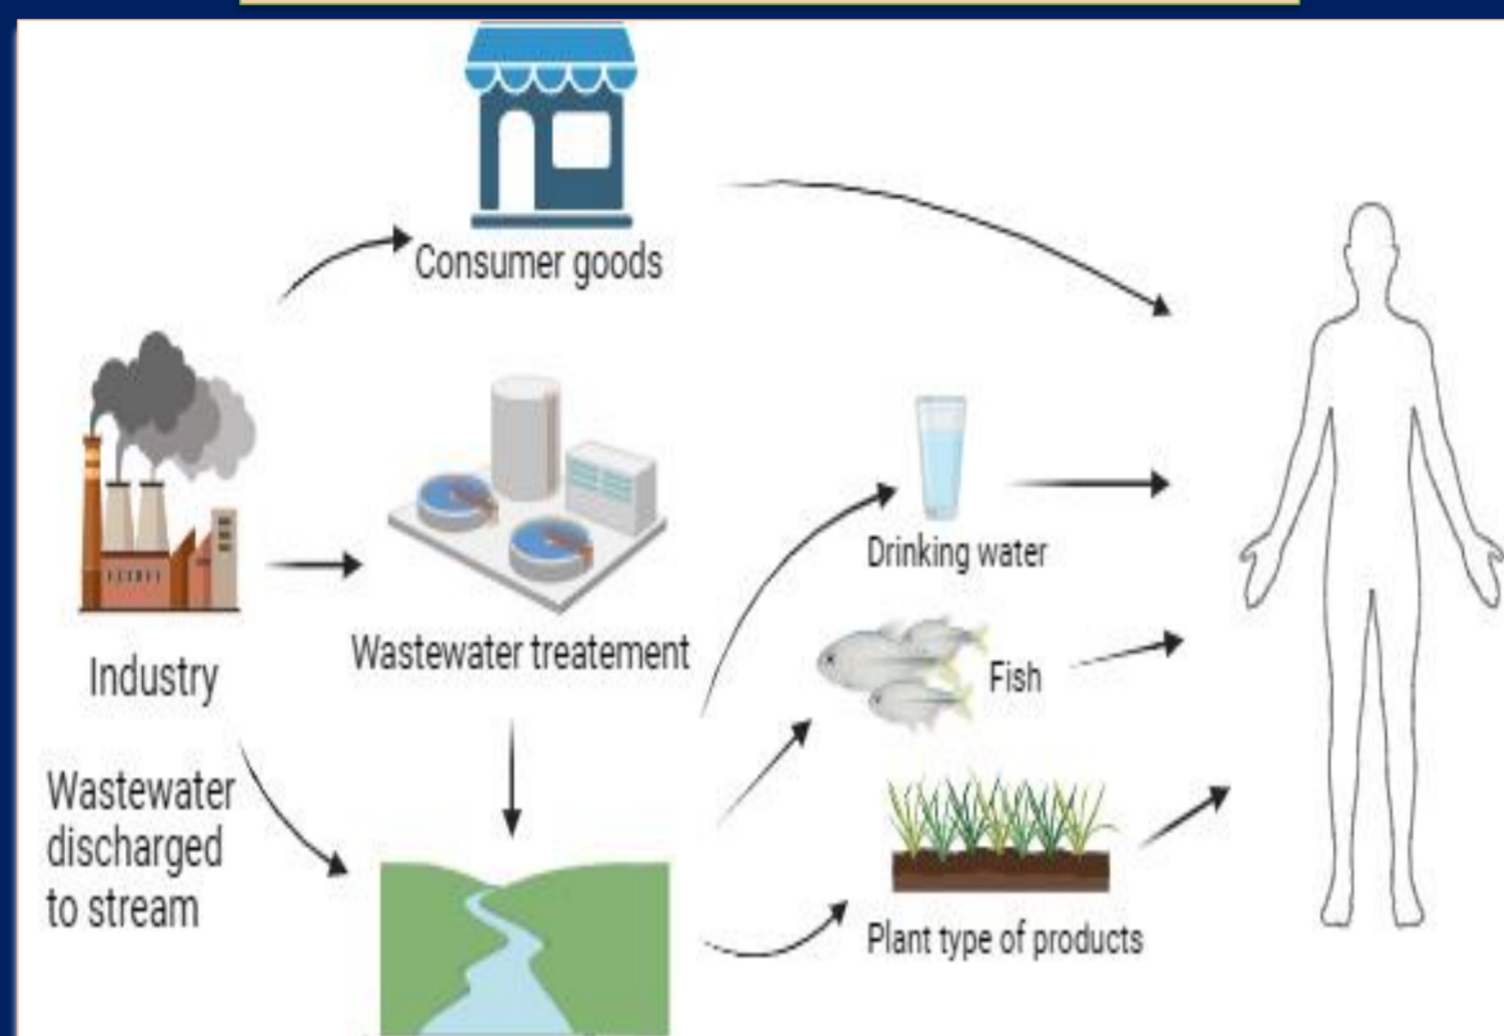 Consumer goods
Industry
Wastewater treatement
Wastewater
discharged
to stream
Drinking water
Fish
Plant type of products